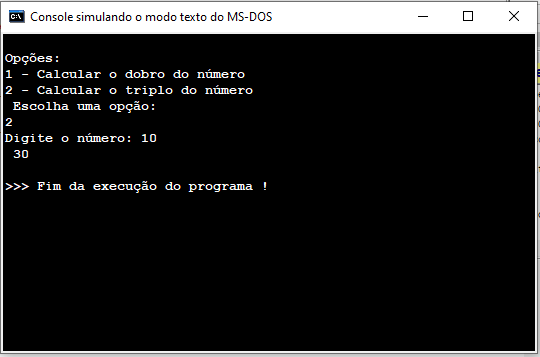 Console simulando o modo texto do MS-DOS
Opções:
1 - Calcular o dobro do número
2 - Calcular o triplo do número
Escolha uma opção:
2
Digite o número: 10
30
>>> Fim da execução do programa !